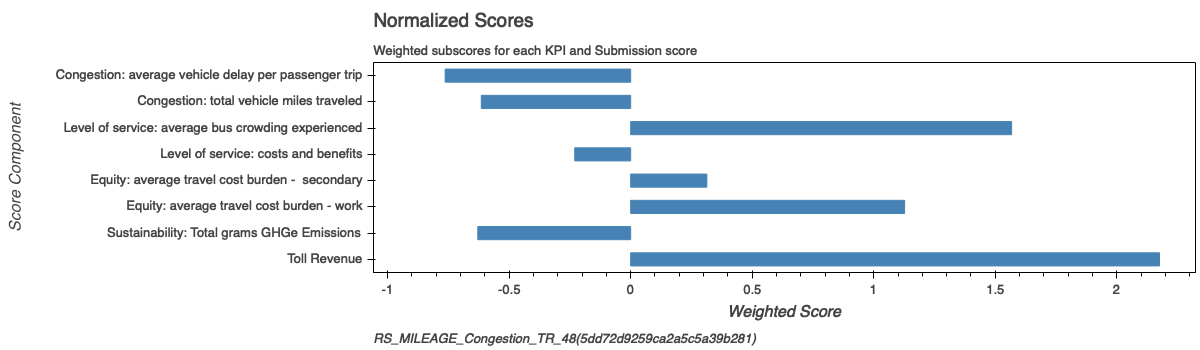 Normalized Scores
Weighted subscores for each KPI and Submission score
Score Component
Congestion: average vehicle delay per passenger trip
Congestion: total vehicle miles traveled
Level of service: average bus crowding experienced
Level of service: costs and benefits
Equity: average travel cost burden -  secondary
Equity: average travel cost burden - work
Sustainability: Total grams GHGe Emissions
Toll Revenue
-1 -0.5 0 0.5 1 1.5 2
Weighted Score
RS_MILEAGE_Congestion_TR_48(5dd72d9259ca2a5c5a39b281)